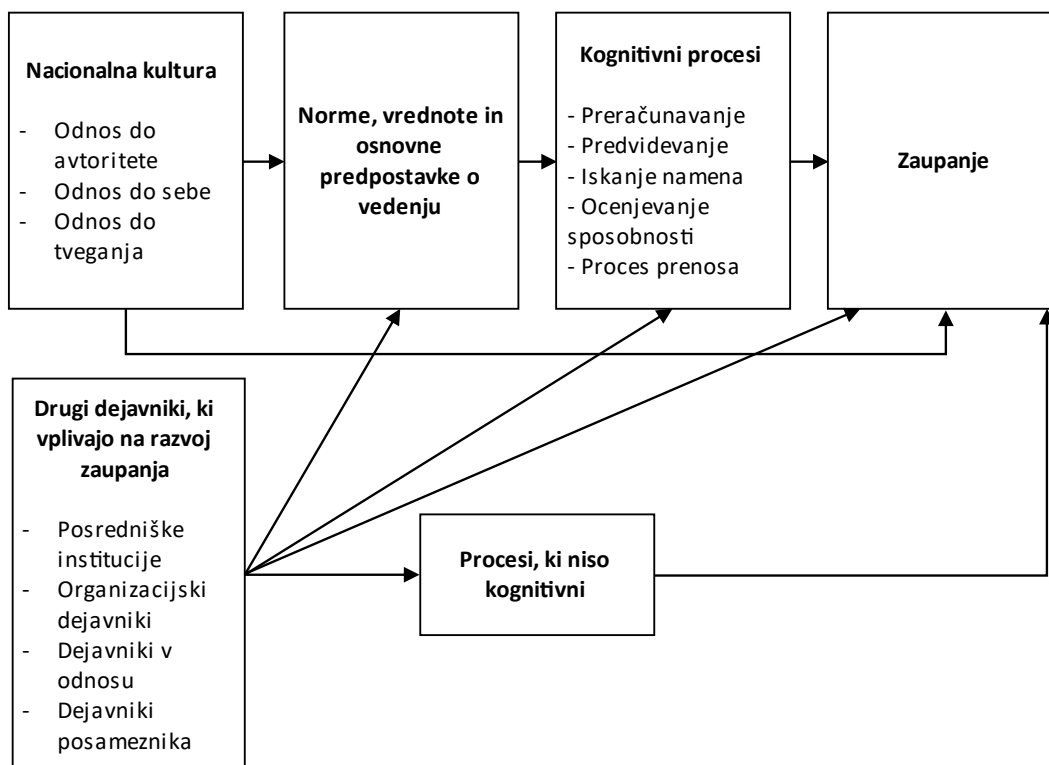 Nacionalna kultura
- Odnos do
avtoritete
- Odnos do sebe
- Odnos do
tveganja
Norme, vrednote in
osnovne
predpostavke o
vedenju
Kognitivni procesi
- Preračunavanje
- Predvidevanje
- Iskanje namena
- Ocenjevanje
sposobnosti
- Proces prenosa
Zaupanje
Drugi dejavniki, ki
vplivajo na razvoj
zaupanja
- Posredniške
institucije
- Organizacijski
dejavniki
- Dejavniki v
odnosu
- Dejavniki
posameznika
Procesi, ki niso
kognitivni